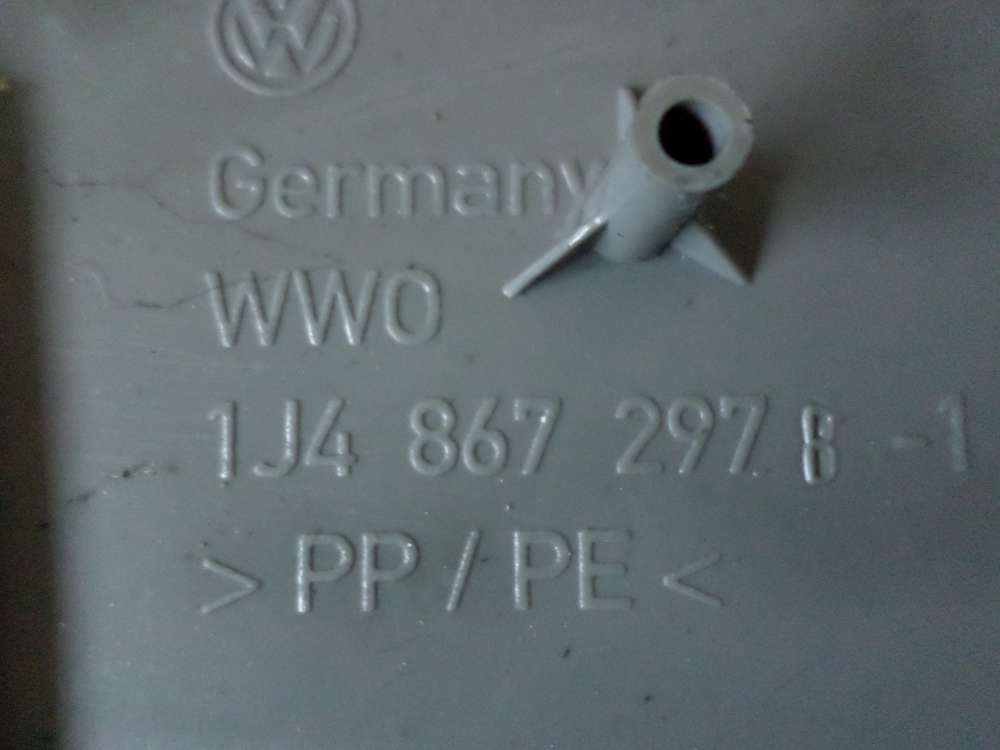 Germany
WWO
1J4 867 297 B -1
>PP/PE<